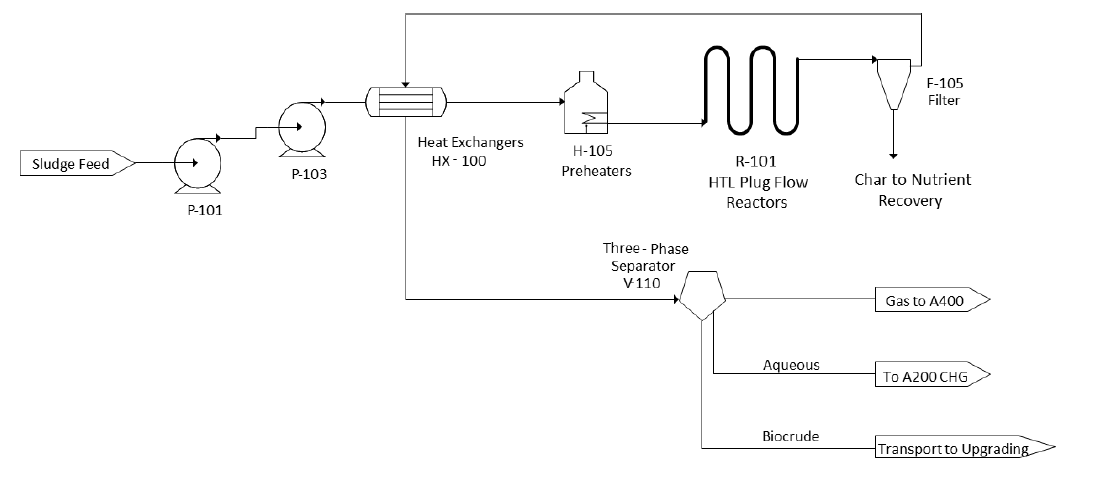 Sludge Feed
P-101
P-103
Heat Exchangers
HX - 100
H-105
Preheaters
R-101
HTL Plug Flow
Reactors
F-105
Filter
Char to Nutrient
Recovery
Three - Phase
Separator
V-110
Gas to A400
Aqueous
To A200 CHG
Biocrude
Transport to Upgrading